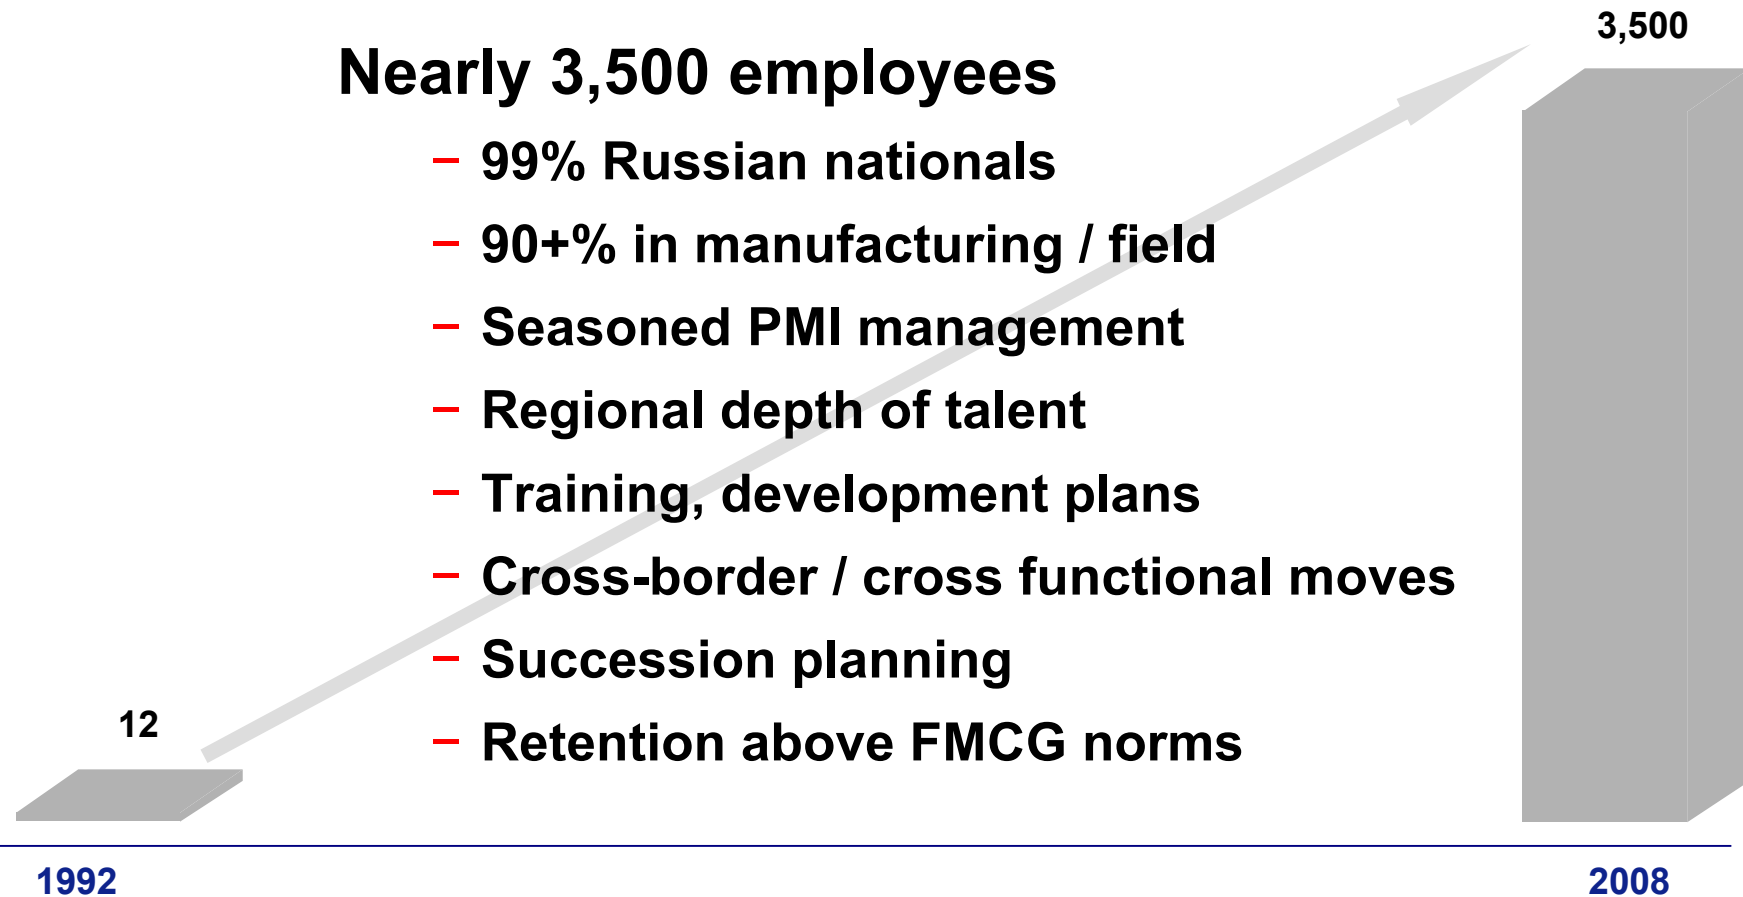 3,500
Nearly 3,500 employees
− 99% Russian nationals
− 90+% in manufacturing / field
− Seasoned PMI management
− Regional depth of talent
− Training, development plans
− Cross-border / cross functional moves
− Succession planning
12
− Retention above FMCG norms
1992
2008